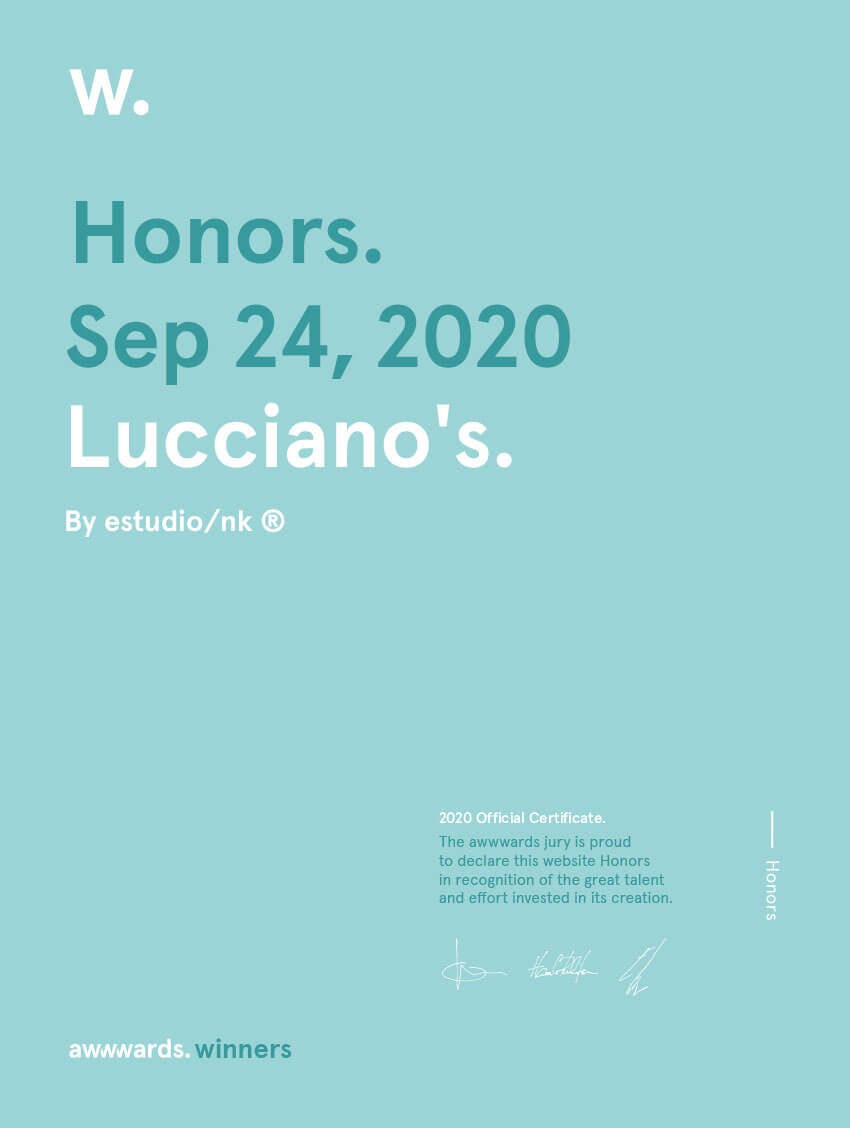 w.
Honors.
Sep 24, 2020
Lucciano's.
By estudio/nk ®
2020 Official Certificate.
The awwwards jury is proud
to declare this website Honors
in recognition of the great talent
and effort invested in its creation.
Honors
awwwards. winners